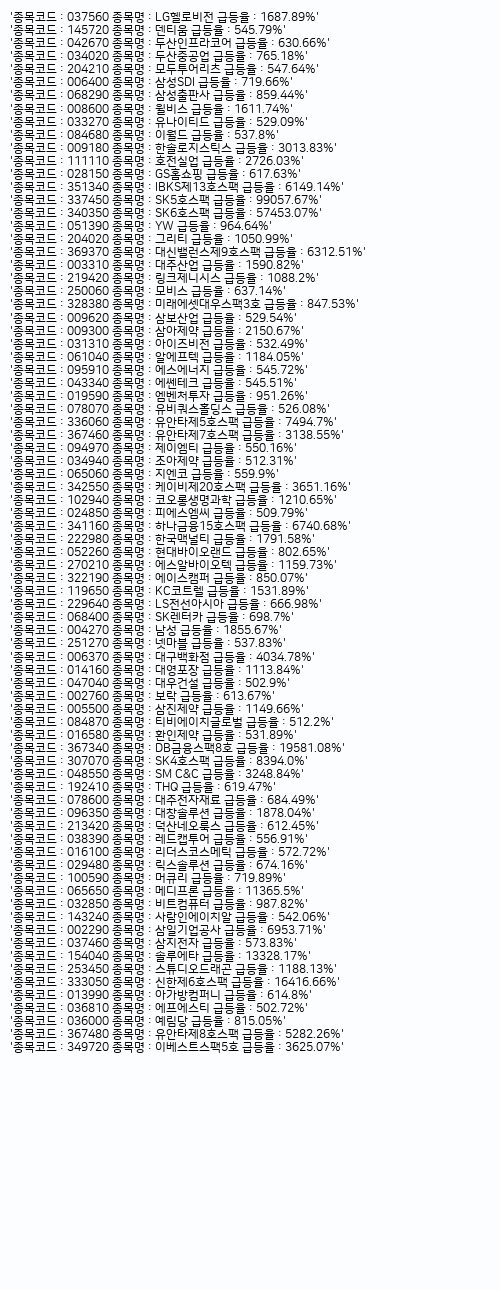 '종목코드 : 037560 종목명 : LG헬로비전 급등율 : 1687.89%'
'종목코드 : 145720 종목명 : 덴티움 급등율 : 545.79%'
'종목코드 : 042670 종목명 : 두산인프라코어 급등율 : 630.66%'
'종목코드 : 034020 종목명 : 두산중공업 급등율 : 765.18%'
'종목코드 : 204210 종목명 : 모두투어리츠 급등율 : 547.64%'
'종목코드 : 006400 종목명 : 삼성SDI 급등율 : 719.66%'
'종목코드 : 068290 종목명 : 삼성출판사 급등율 : 859.44%'
'종목코드 : 008600 종목명 : 윌비스 급등율 : 1611.74%'
'종목코드 : 033270 종목명 : 유나이티드 급등율 : 529.09%'
'종목코드 : 084680 종목명 : 이월드 급등율 : 537.8%'
'종목코드 : 009180 종목명 : 한솔로지스틱스 급등율 : 3013.83%'
'종목코드 : 111110 종목명 : 호전실업 급등율 : 2726.03%'
'종목코드 : 028150 종목명 : GS홈쇼핑 급등율 : 617.63%'
'종목코드 : 351340 종목명 : IBKS제13호스팩 급등율 : 6149.14%'
'종목코드 : 337450 종목명 : SK5호스팩 급등율 : 99057.67%'
'종목코드 : 340350 종목명 : SK6호스팩 급등율 : 57453.07%'
'종목코드 : 051390 종목명 : YW 급등율 : 964.64%'
'종목코드 : 204020 종목명 : 그리티 급등율 : 1050.99%'
'종목코드 : 369370 종목명 : 대신밸런스제9호스팩 급등율 : 6312.51%'
'종목코드 : 003310 종목명 : 대주산업 급등율 : 1590.82%'
'종목코드 : 219420 종목명 : 링크제니시스 급등율 : 1088.2%'
'종목코드 : 250060 종목명 : 모비스 급등율 : 637.14%'
'종목코드 : 328380 종목명 : 미래에셋대우스팩3호 급등율 : 847.53%'
'종목코드 : 009620 종목명 : 삼보산업 급등율 : 529.54%'
'종목코드 : 009300 종목명 : 삼아제약 급등율 : 2150.67%'
'종목코드 : 031310 종목명 : 아이즈비전 급등율 : 532.49%'
'종목코드 : 061040 종목명 : 알에프텍 급등율 : 1184.05%'
'종목코드 : 095910 종목명 : 에스에너지 급등율 : 545.72%'
'종목코드 : 043340 종목명 : 에쎈테크 급등율 : 545.51%'
'종목코드 : 019590 종목명 : 엠벤처투자 급등율 : 951.26%'
'종목코드 : 078070 종목명 : 유비쿼스홀딩스 급등율 : 526.08%'
'종목코드 : 336060 종목명 : 유안타제5호스팩 급등율 : 7494.7%'
'종목코드 : 367460 종목명 : 유안타제7호스팩 급등율 : 3138.55%'
'종목코드 : 094970 종목명 : 제이엠티 급등율 : 550.16%'
'종목코드 : 034940 종목명 : 조아제약 급등율 : 512.31%'
'종목코드 : 065060 종목명 : 지엔코 급등율 : 559.9%'
'종목코드 : 342550 종목명 : 케이비제20호스팩 급등율 : 3651.16%'
'종목코드 : 102940 종목명 : 코오롱생명과학 급등율 : 1210.65%'
'종목코드 : 024850 종목명 : 피에스엠씨 급등율 : 509.79%'
'종목코드 : 341160 종목명 : 하나금융15호스팩 급등율 : 6740.68%'
'종목코드 : 222980 종목명 : 한국맥널티 급등율 : 1791.58%'
'종목코드 : 052260 종목명 : 현대바이오랜드 급등율 : 802.65%'
'종목코드 : 270210 종목명 : 에스알바이오텍 급등율 : 1159.73%'
'종목코드 : 322190 종목명 : 에이스캠퍼 급등율 : 850.07%'
'종목코드 : 119650 종목명 : KC코트렐 급등율 : 1531.89%'
'종목코드 : 229640 종목명 : LS전선아시아 급등율 : 666.98%'
'종목코드 : 068400 종목명 : SK렌터카 급등율 : 698.7%'
'종목코드 : 004270 종목명 : 남성 급등율 : 1855.67%'
'종목코드 : 251270 종목명 : 넷마블 급등율 : 537.83%'
'종목코드 : 006370 종목명 : 대구백화점 급등율 : 4034.78%'
'종목코드 : 014160 종목명 : 대영포장 급등율 : 1113.84%'
'종목코드 : 047040 종목명 : 대우건설 급등율 : 502.9%'
'종목코드 : 002760 종목명 : 보락 급등율 : 613.67%'
'종목코드 : 005500 종목명 : 삼진제약 급등율 : 1149.66%'
'종목코드 : 084870 종목명 : 티비에이치글로벌 급등율 : 512.2%'
'종목코드 : 016580 종목명 : 환인제약 급등율 : 531.89%'
'종목코드 : 367340 종목명 : DB금융스팩8호 급등율 : 19581.08%'
'종목코드 : 307070 종목명 : SK4호스팩 급등율 : 8394.0%'
'종목코드 : 048550 종목명 : SM C&C 급등율 : 3248.84%'
'종목코드 : 192410 종목명 : THQ 급등율 : 619.47%'
'종목코드 : 078600 종목명 : 대주전자재료 급등율 : 684.49%'
'종목코드 : 096350 종목명 : 대창솔루션 급등율 : 1878.04%'
'종목코드 : 213420 종목명 : 덕산네오룩스 급등율 : 612.45%'
'종목코드 : 038390 종목명 : 레드캡투어 급등율 : 556.91%'
'종목코드 : 016100 종목명 : 리더스코스메틱 급등율 : 572.72%'
'종목코드 : 029480 종목명 : 릭스솔루션 급등율 : 674.16%'
'종목코드 : 100590 종목명 : 머큐리 급등율 : 719.89%'
'종목코드 : 065650 종목명 : 메디프론 급등율 : 11365.5%'
'종목코드 : 032850 종목명 : 비트컴퓨터 급등율 : 987.82%'
'종목코드 : 143240 종목명 : 사람인에이치알 급등율 : 542.06%'
'종목코드 : 002290 종목명 : 삼일기업공사 급등율 : 6953.71%'
'종목코드 : 037460 종목명 : 삼지전자 급등율 : 573.83%'
'종목코드 : 154040 종목명 : 솔루에타 급등율 : 13328.17%'
'종목코드 : 253450 종목명 : 스튜디오드래곤 급등율 : 1188.13%'
'종목코드 : 333050 종목명 : 신한제6호스팩 급등율 : 16416.66%'
'종목코드 : 013990 종목명 : 아가방컴퍼니 급등율 : 614.8%'
'종목코드 : 036810 종목명 : 에프에스티 급등율 : 502.72%'
'종목코드 : 036000 종목명 : 예림당 급등율 : 815.05%'
'종목코드 : 367480 종목명 : 유안타제8호스팩 급등율 : 5282.26%'
'종목코드 : 349720 종목명 : 이베스트스팩5호 급등율 : 3625.07%'